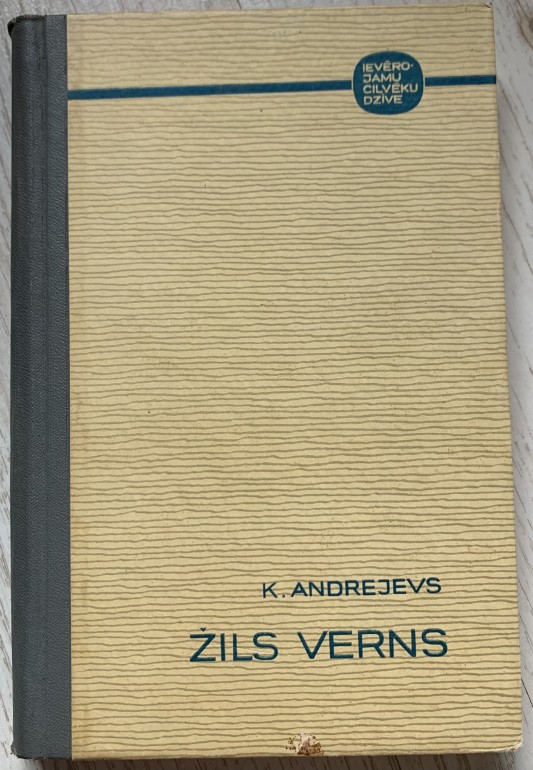 IEVĒRO-
JAMU
CILVĒKU
DZĪVE
K. ANDREJEVS
ŽILS VERNS